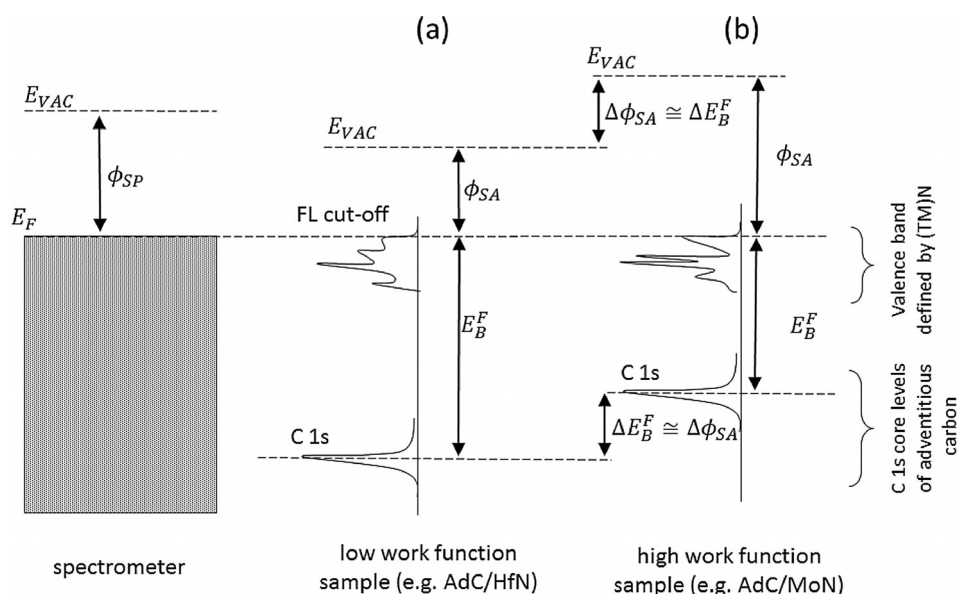 (a)
(b)
E_VAC
E_VAC
Δϕ_SA ≅ ΔE_B^F
E_VAC
ϕ_SP
ϕ_SA
ϕ_SA
FL cut-off
E_F
E_B^F
E_B^F
Valence band
defined by (TM)N
C 1s
ΔE_B^F ≅ Δϕ_SA
C 1s
C 1s core levels
of adventitious
carbon
spectrometer
low work function
sample (e.g. AdC/HfN)
high work function
sample (e.g. AdC/MoN)